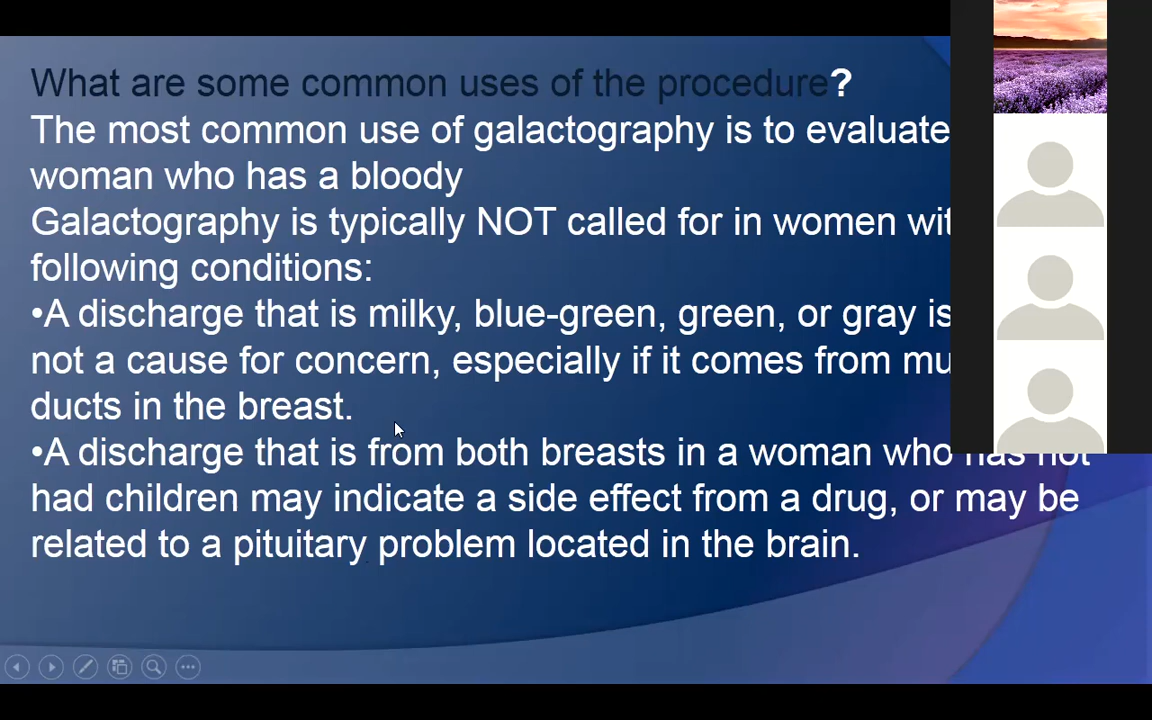 What are some common uses of the procedure?
The most common use of galactography is to evaluate
woman who has a bloody
Galactography is typically NOT called for in women
following conditions:
•A discharge that is milky, blue-green, green, or gray is
not a cause for concern, especially if it comes from
ducts in the breast.
•A discharge that is from both breasts in a woman who has not
had children may indicate a side effect from a drug, or may be
related to a pituitary problem located in the brain.